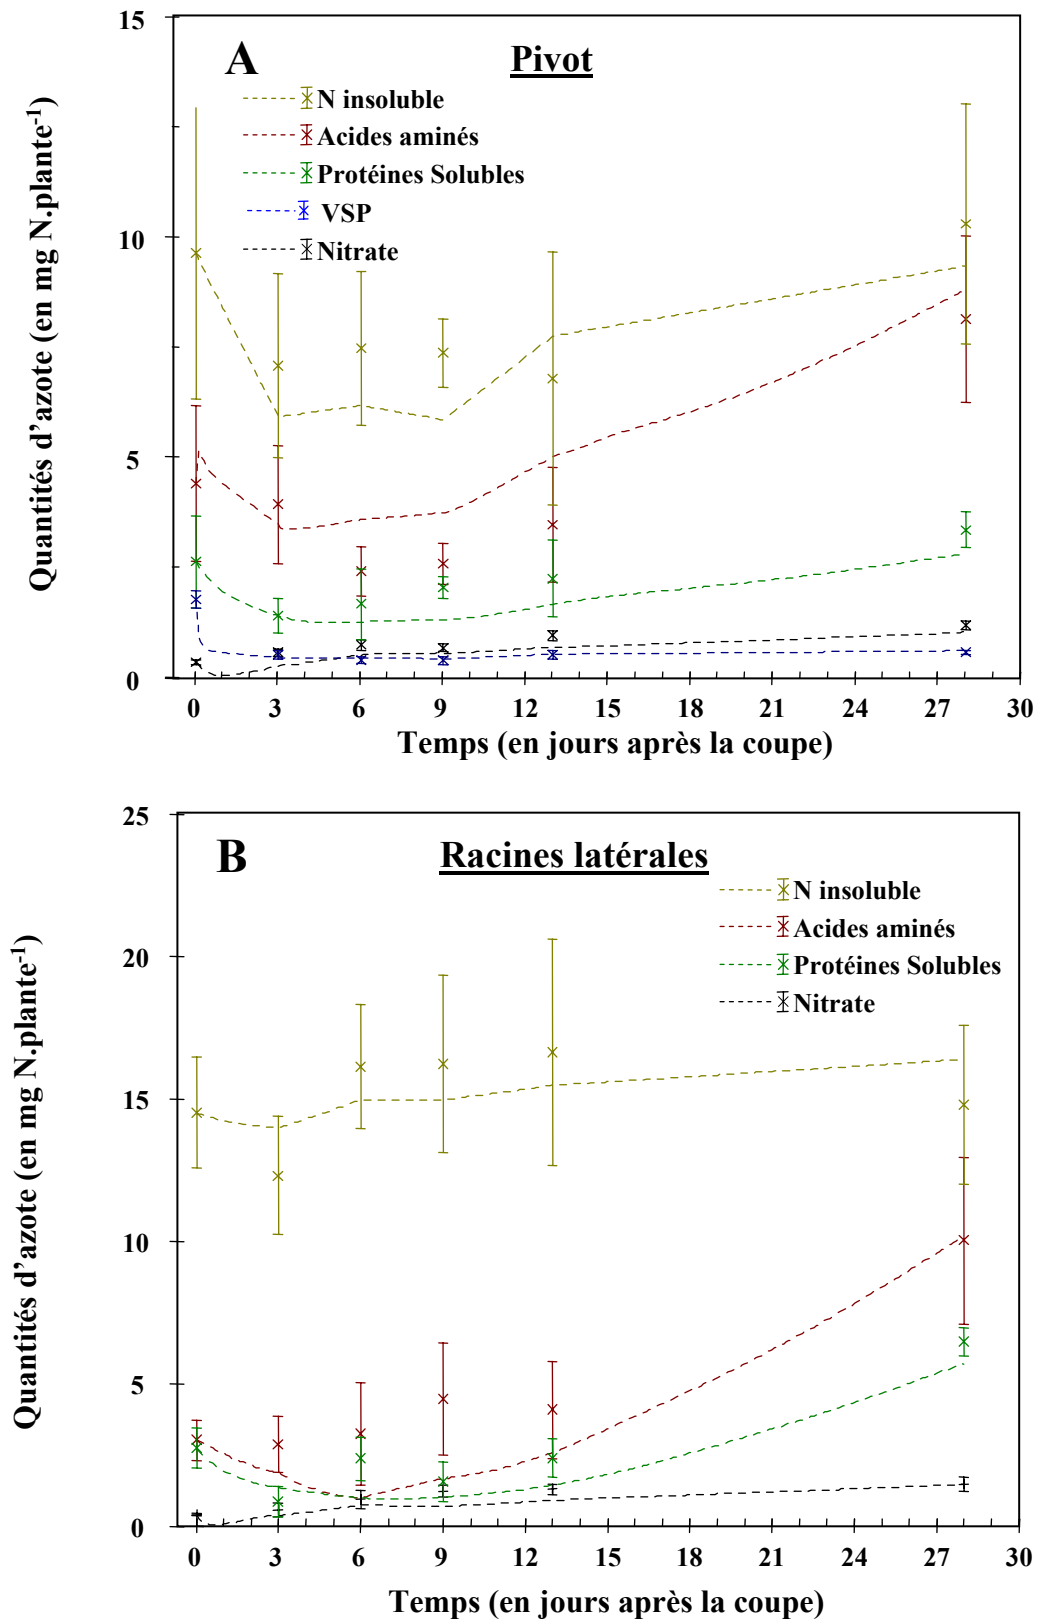 15
A
Pivot
N insoluble
Acides aminés
Protéines Solubles
VSP
Nitrate
10
5
0
Quantités d’azote (en mg N.plante-1)
0 3 6 9 12 15 18 21 24 27 30
Temps (en jours après la coupe)
25
B
Racines latérales
N insoluble
Acides aminés
Protéines Solubles
Nitrate
20
15
10
5
0
Quantités d’azote (en mg N.plante-1)
0 3 6 9 12 15 18 21 24 27 30
Temps (en jours après la coupe)